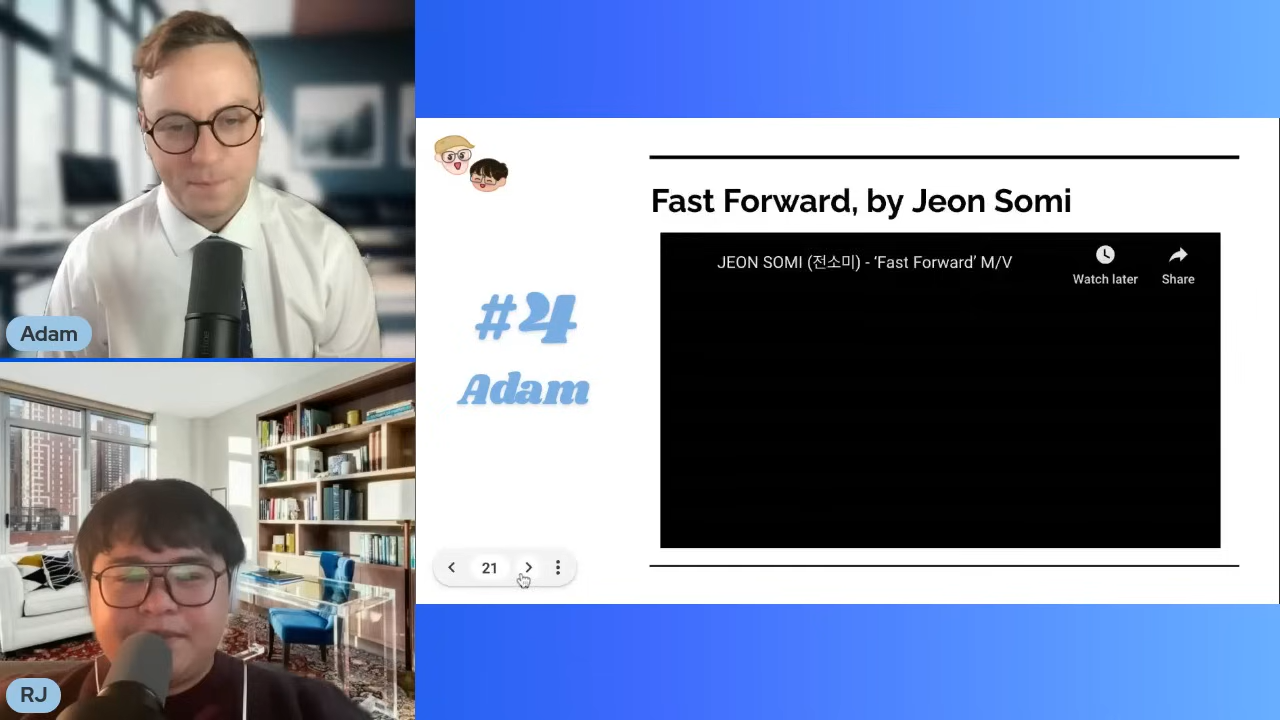 Adam
RJ
Fast Forward, by Jeon Somi
JEON SOMI (전소미) - ‘Fast Forward’ M/V
Watch later
Share
#4
Adam
21